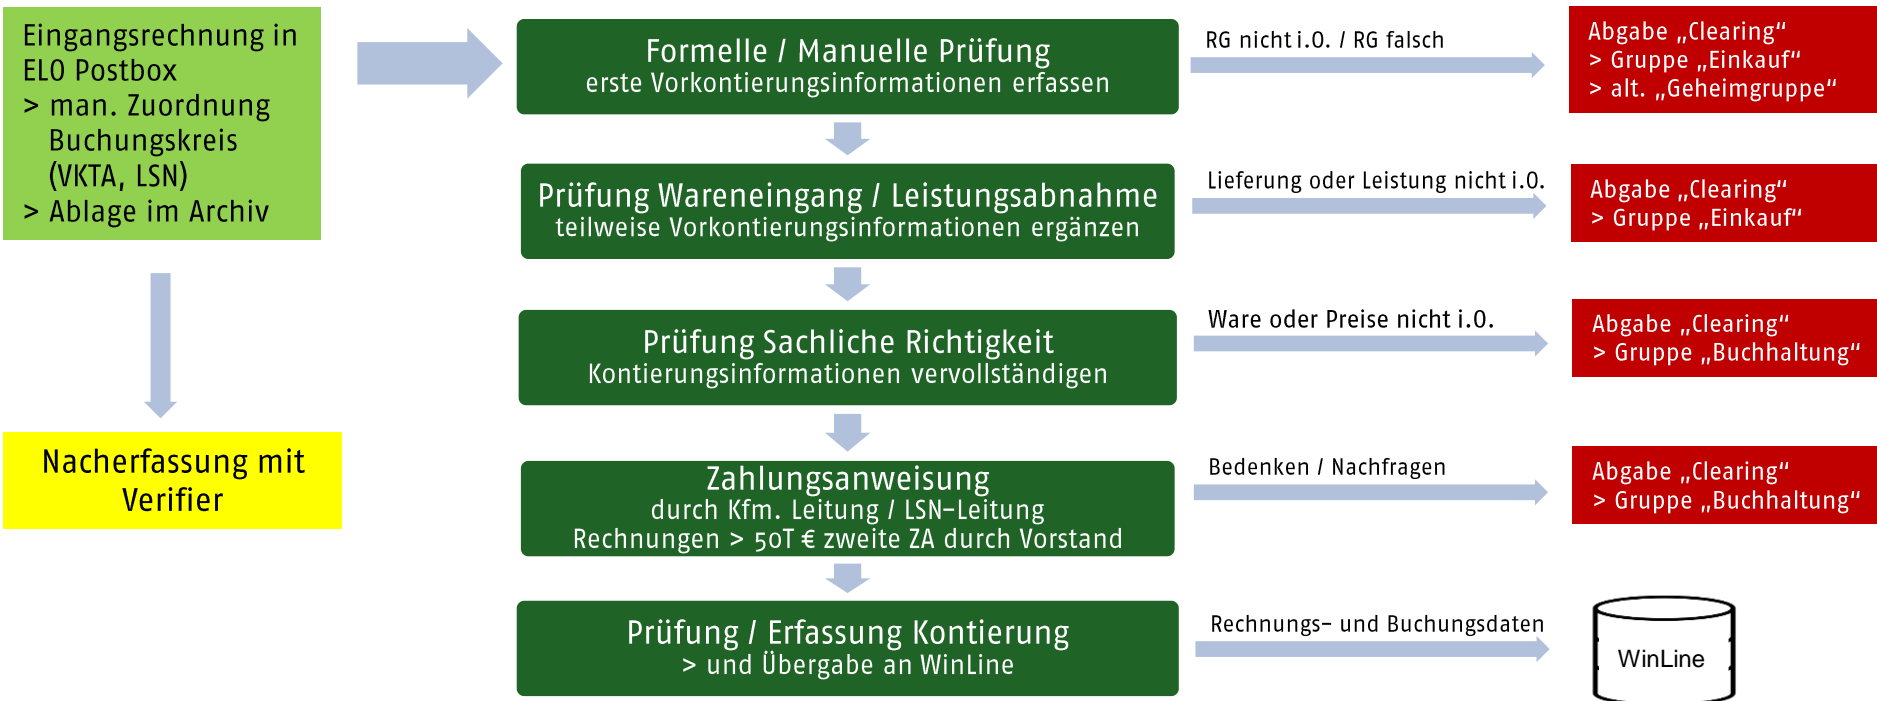 Eingangsrechnung in
ELO Postbox
> man. Zuordnung
Buchungskreis
(VKTA, LSN)
> Ablage im Archiv
Nacherfassung mit
Verifier
Formelle / Manuelle Prüfung
erste Vorkontierungsinformationen erfassen
RG nicht i.O. / RG falsch
Abgabe „Clearing“
> Gruppe „Einkauf“
> alt. „Geheimgruppe“
Prüfung Wareneingang / Leistungsabnahme
teilweise Vorkontierungsinformationen ergänzen
Lieferung oder Leistung nicht i.O.
Abgabe „Clearing“
> Gruppe „Einkauf“
Prüfung Sachliche Richtigkeit
Kontierungsinformationen vervollständigen
Ware oder Preise nicht i.O.
Abgabe „Clearing“
> Gruppe „Buchhaltung“
Zahlungsanweisung
durch Kfm. Leitung / LSN-Leitung
Rechnungen > 50T € zweite ZA durch Vorstand
Bedenken / Nachfragen
Abgabe „Clearing“
> Gruppe „Buchhaltung“
Prüfung / Erfassung Kontierung
> und Übergabe an WinLine
Rechnungs- und Buchungsdaten
WinLine